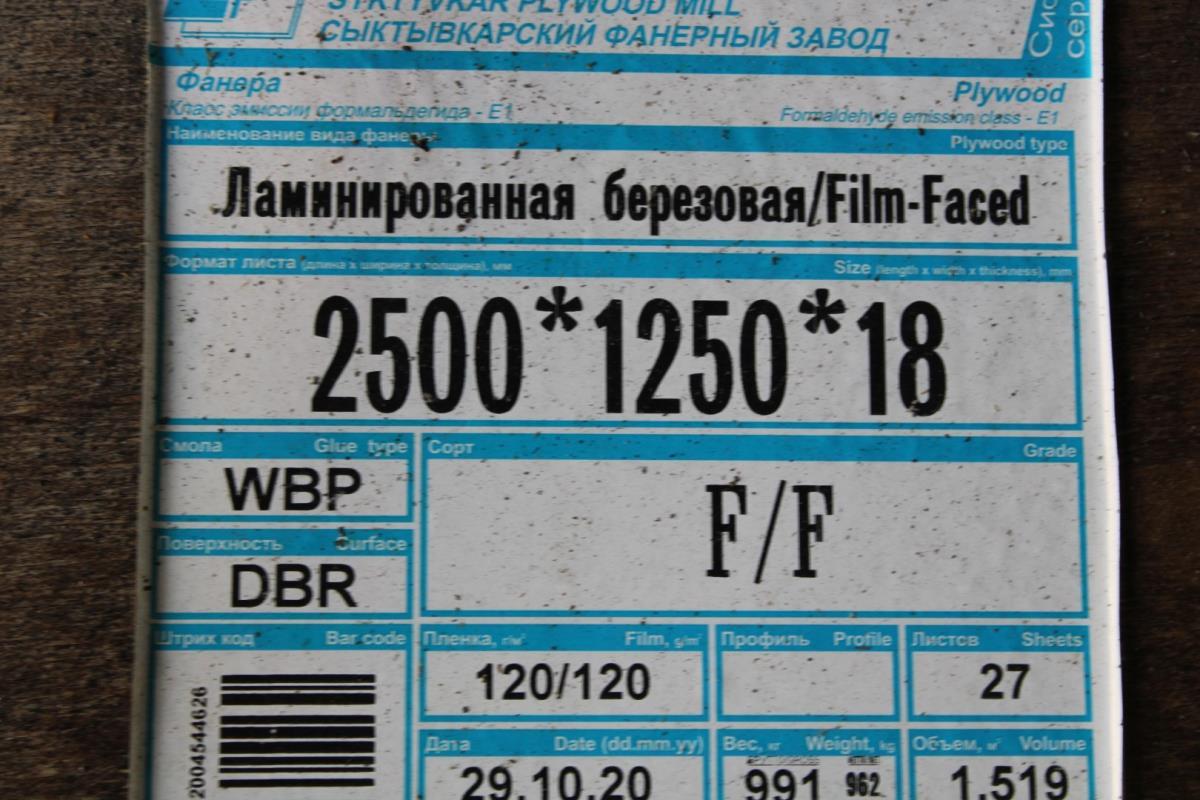 SYKTYVKAR PLYWOOD MILL
СЫКТЫВКАРСКИЙ ФАНЕРНЫЙ ЗАВОД
Фанера Plywood
Класс эмиссии формальдегида - E1 Formaldehyde emission class - E1
Наименование вида фанеры Plywood type
Ламинированная березовая/Film-Faced
Формат листа (длина x ширина x толщина), мм Size (length x width x thickness), mm
2500*1250*18
Смола Glue type
WBP
Сорт Grade
F/F
Поверхность Surface
DBR
Штрих код Bar code
2004544626
Пленка, г/м² Film, g/m²
120/120
Профиль Profile
Листов Sheets
27
Дата Date (dd.mm.yy)
29.10.20
Вес, кг Weight, kg
991 962
Объем, м³ Volume
1.519